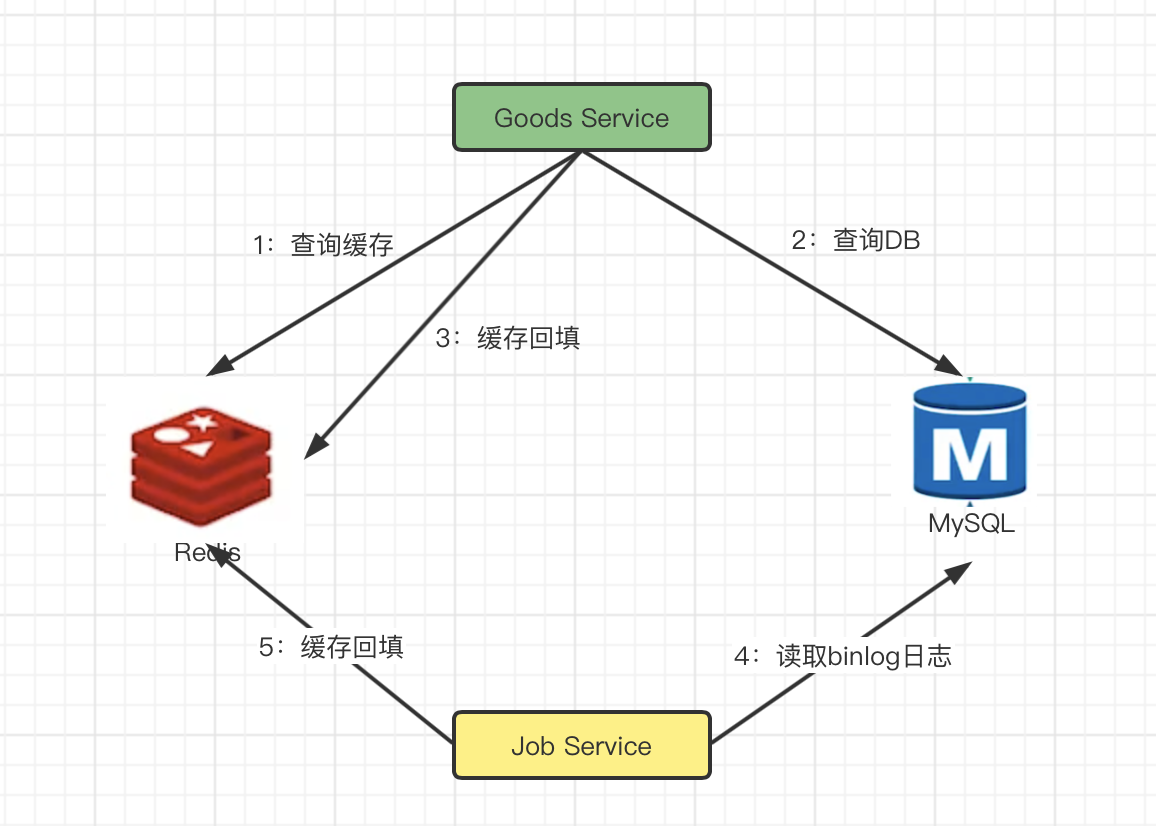 Goods Service
1：查询缓存
2：查询DB
3：缓存回填
M
MySQL
Redis
5：缓存回填
4：读取binlog日志
Job Service